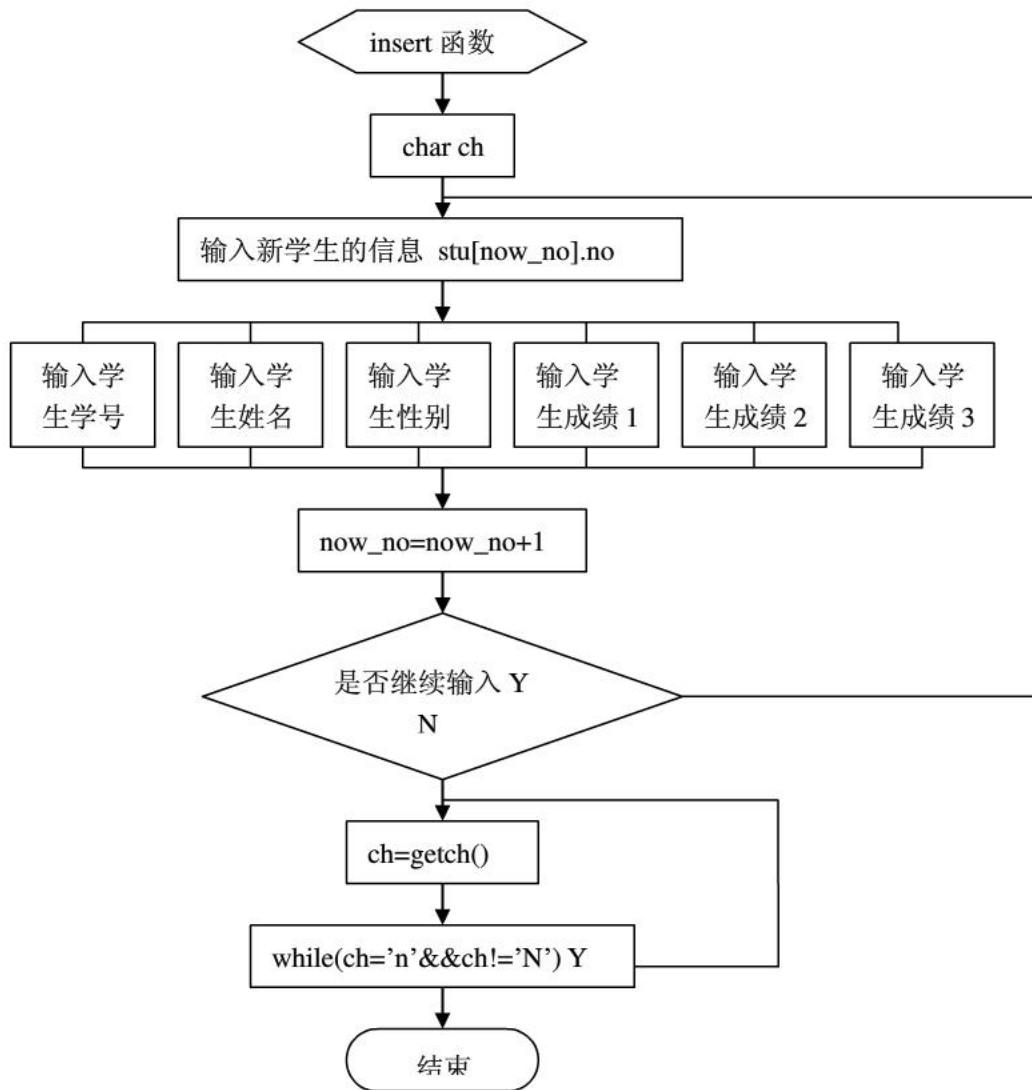 insert 函数
char ch
输入新学生的信息 stu[now_no].no
输入学
生学号
输入学
生姓名
输入学
生性别
输入学
生成绩 1
输入学
生成绩 2
输入学
生成绩 3
now_no=now_no+1
是否继续输入 Y
N
ch=getch()
while(ch=’n’&&ch!=’N’) Y
结束